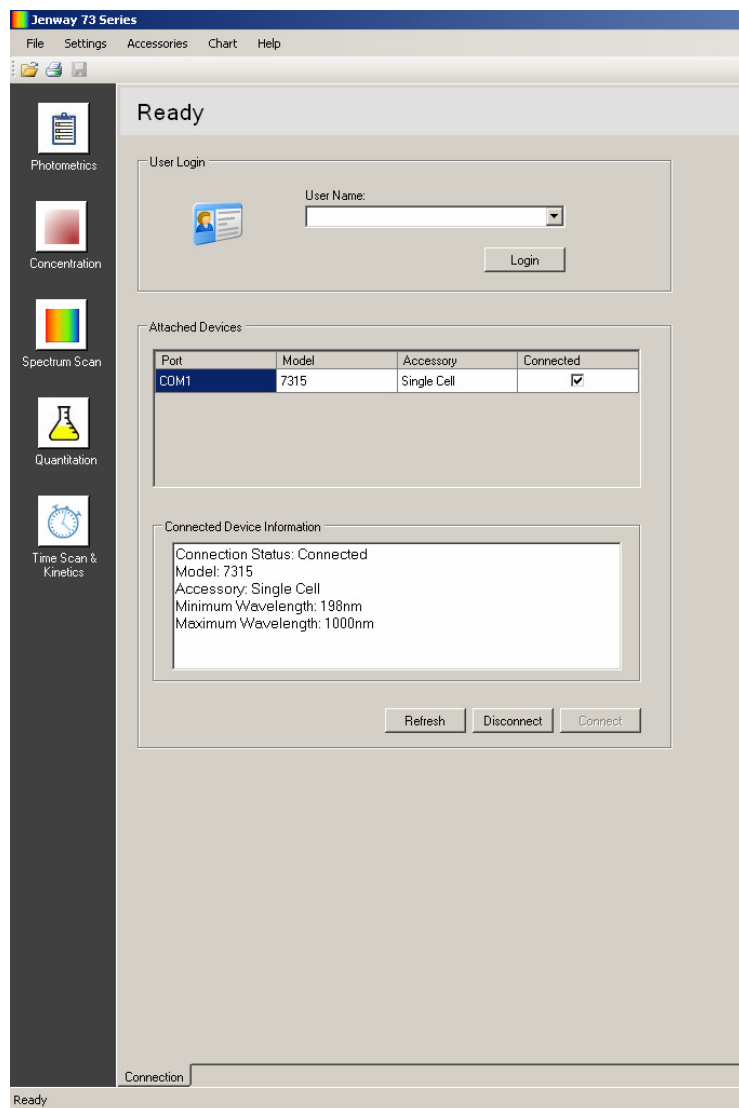 Jenway 73 Series
File Settings Accessories Chart Help
Ready
Photometrics
Concentration
Spectrum Scan
Quantitation
Time Scan &
Kinetics
User Login
User Name:
Login
Attached Devices
Port Model Accessory Connected
COM1 7315 Single Cell
Connected Device Information
Connection Status: Connected
Model: 7315
Accessory: Single Cell
Minimum Wavelength: 198nm
Maximum Wavelength: 1000nm
Refresh Disconnect Connect
Connection
Ready